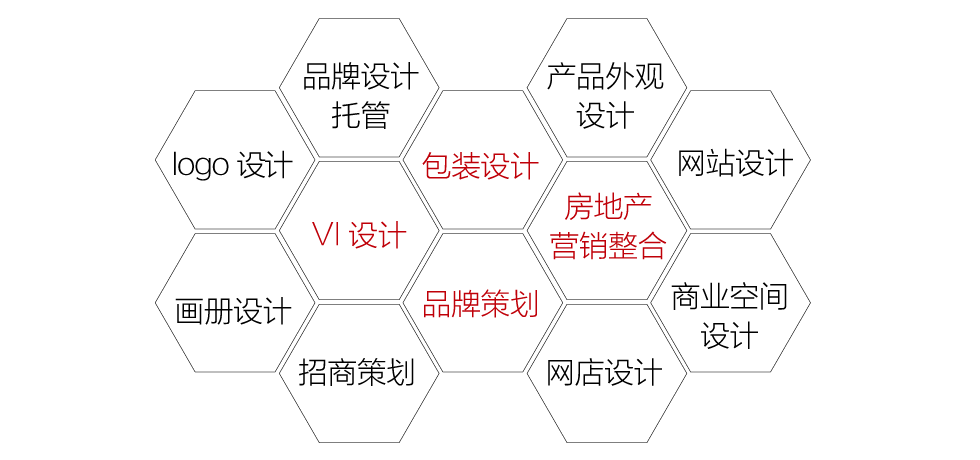 品牌设计
托管
产品外观
设计
logo 设计
包装设计
网站设计
VI 设计
房地产
营销整合
画册设计
品牌策划
商业空间
设计
招商策划
网店设计